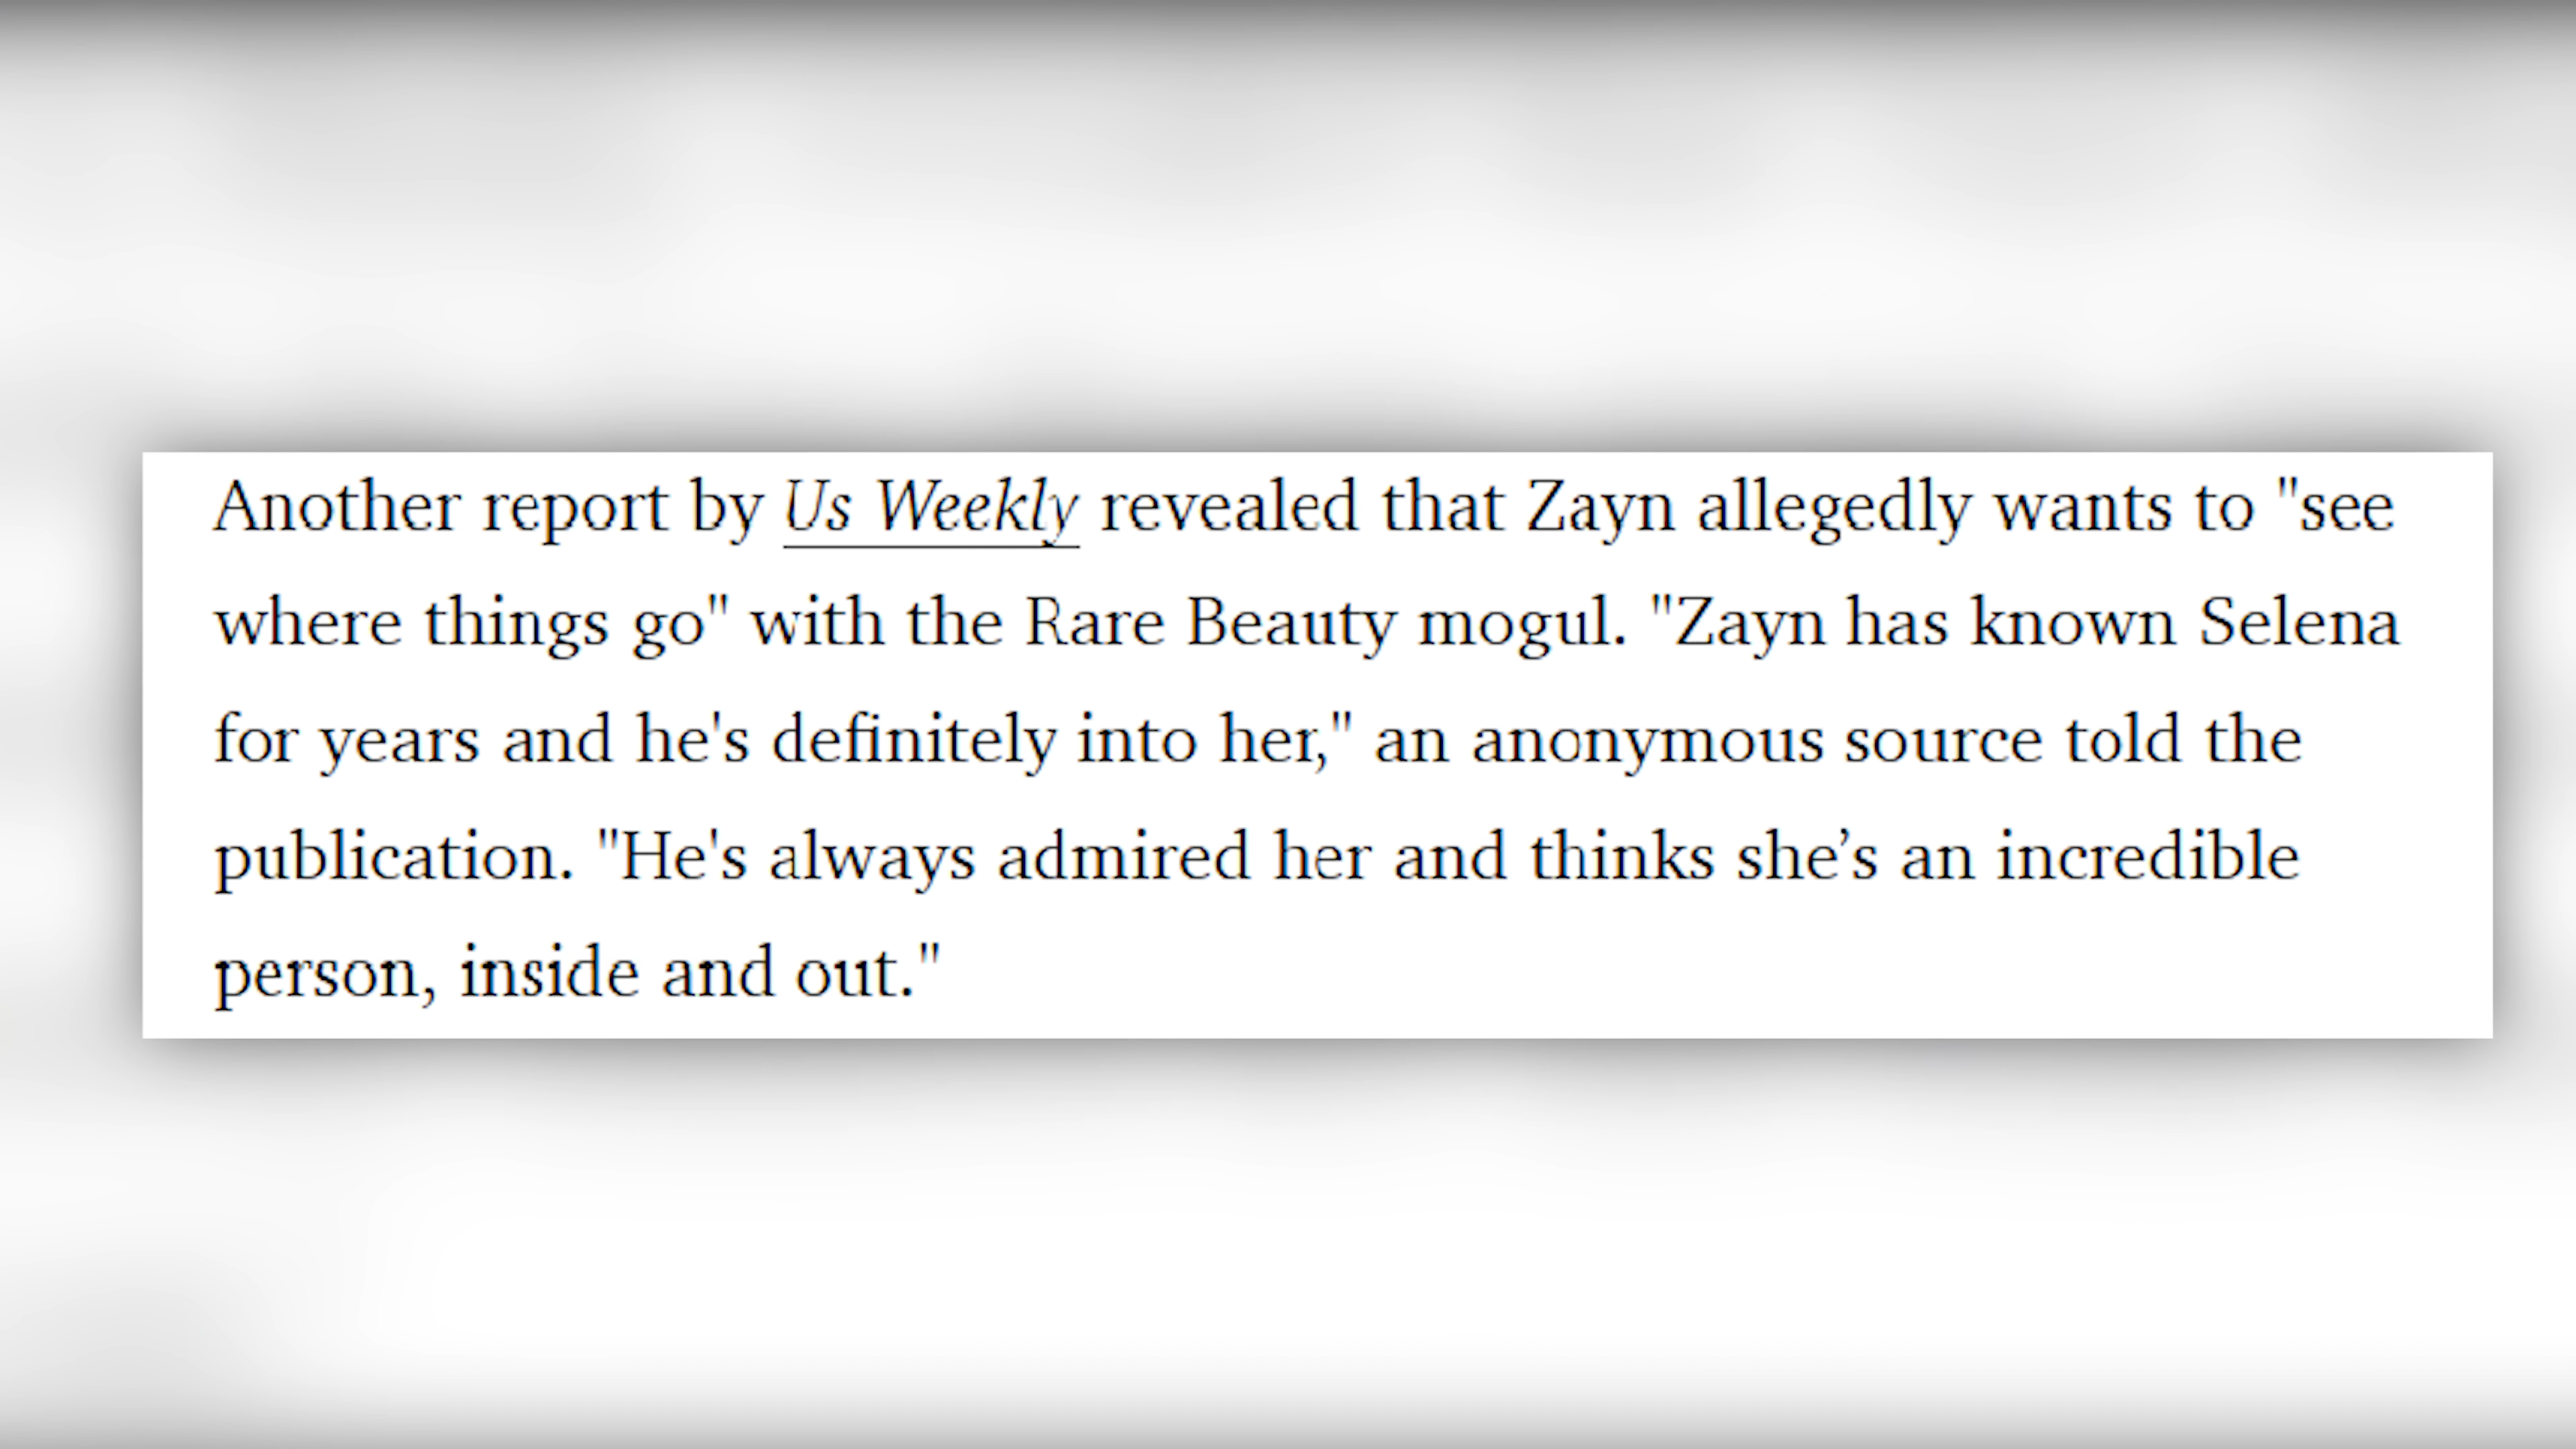 Another report by Us Weekly revealed that Zayn allegedly wants to "see
where things go" with the Rare Beauty mogul. "Zayn has known Selena
for years and he's definitely into her," an anonymous source told the
publication. "He's always admired her and thinks she’s an incredible
person, inside and out."